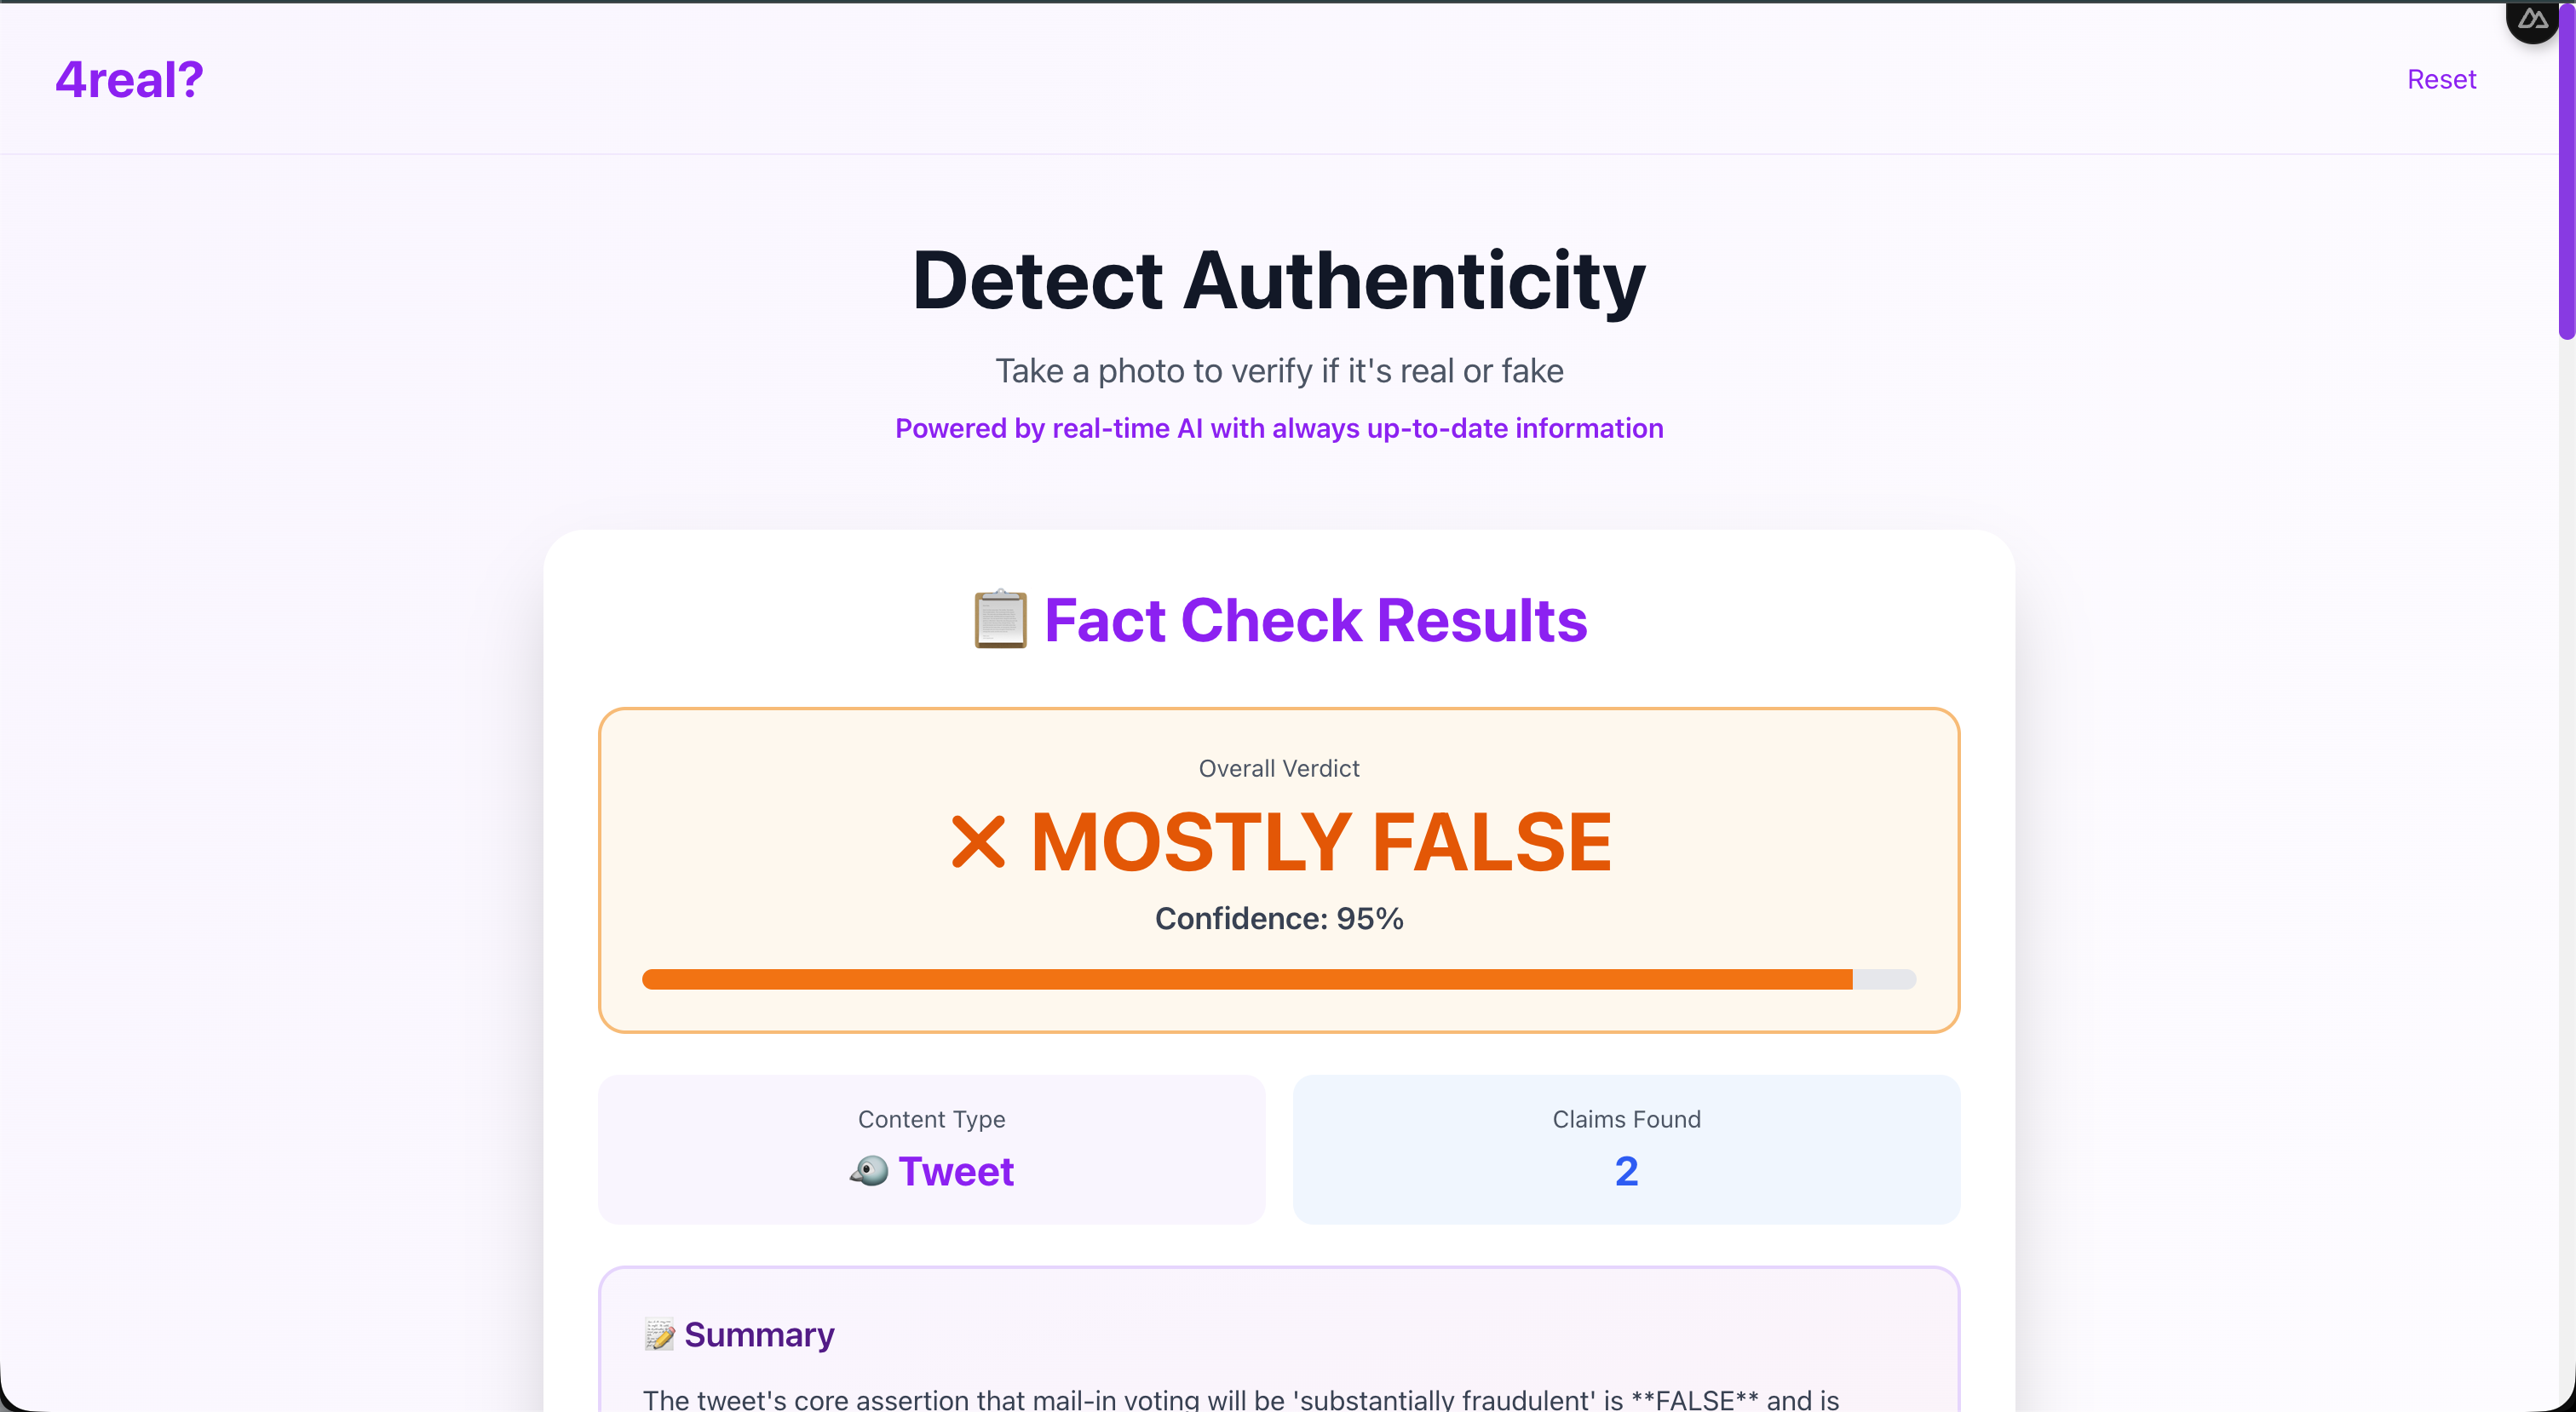 4real?
Reset
Detect Authenticity
Take a photo to verify if it's real or fake
Powered by real-time AI with always up-to-date information
Fact Check Results
Overall Verdict
MOSTLY FALSE
Confidence: 95%
Content Type
Tweet
Claims Found
2
Summary
The tweet's core assertion that mail-in voting will be 'substantially fraudulent' is **FALSE** and is